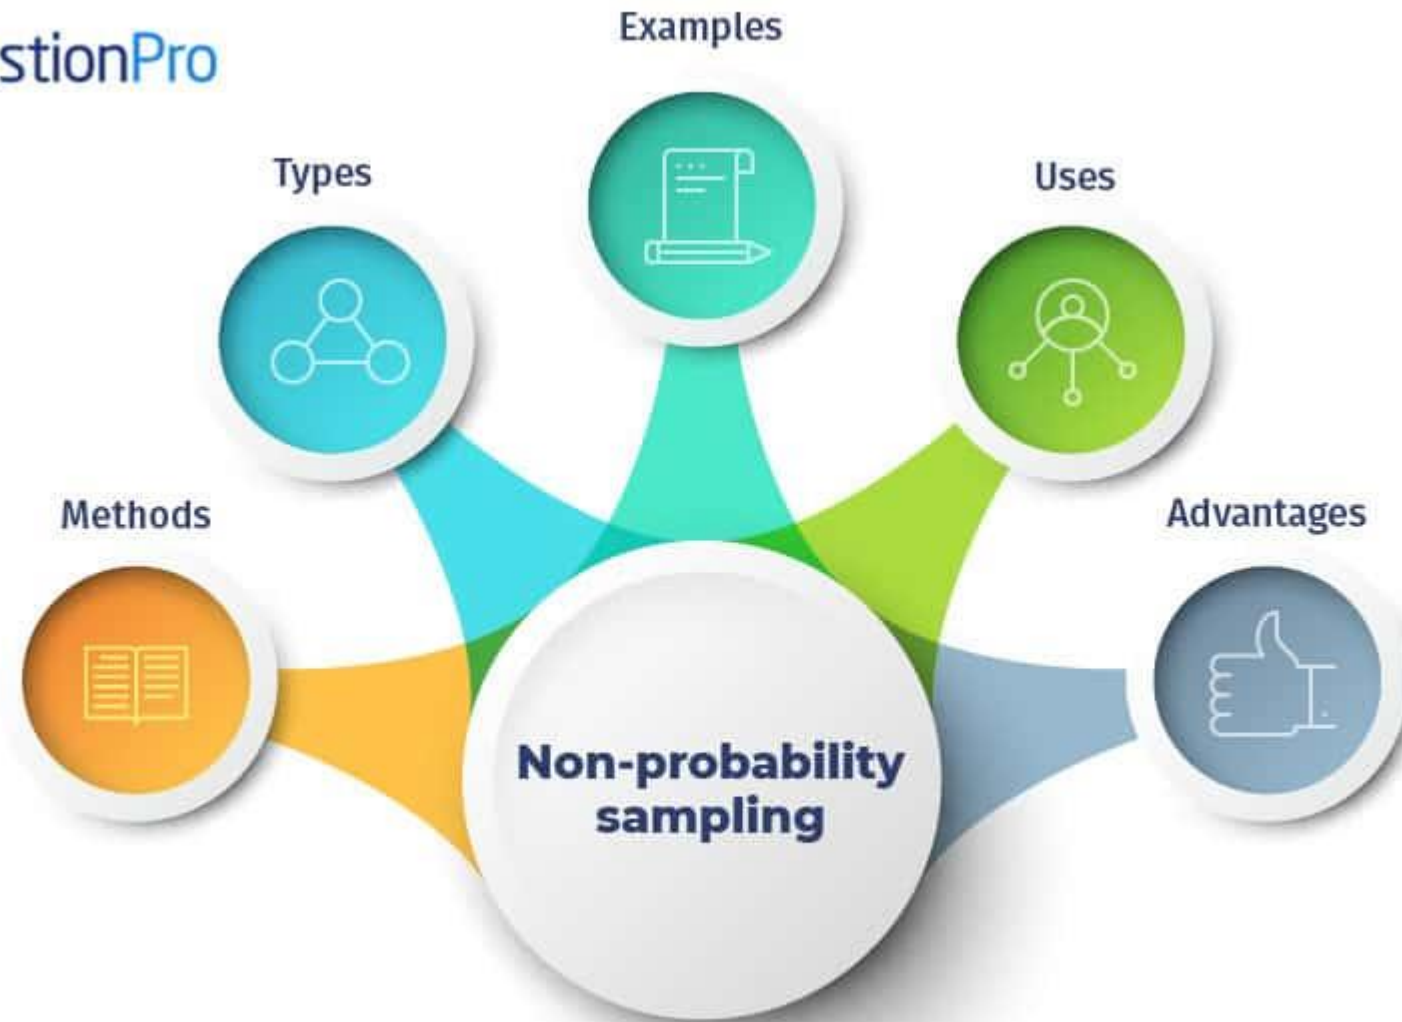 stionPro
Examples
Types
Uses
Methods
Advantages
Non-probability
sampling